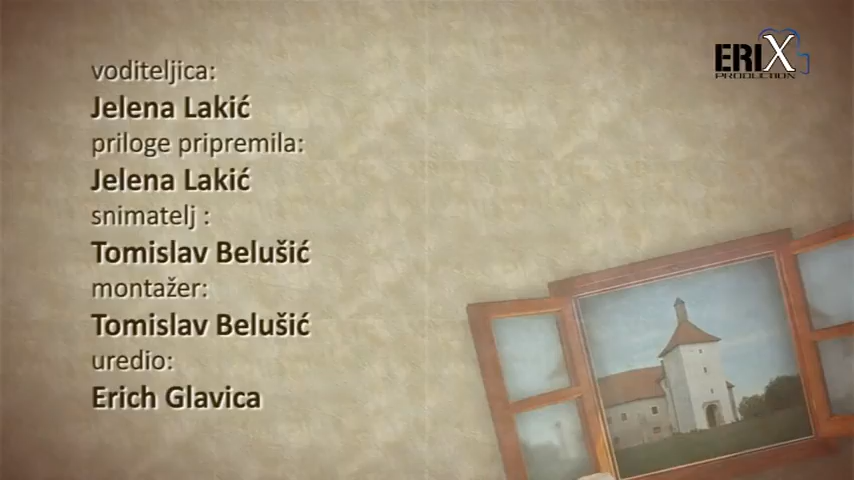 voditeljica:
Jelena Lakić
priloge pripremila:
Jelena Lakić
snimatelj :
Tomislav Belušić
montažer:
Tomislav Belušić
uredio:
Erich Glavica
ERIX
PRODUCTION